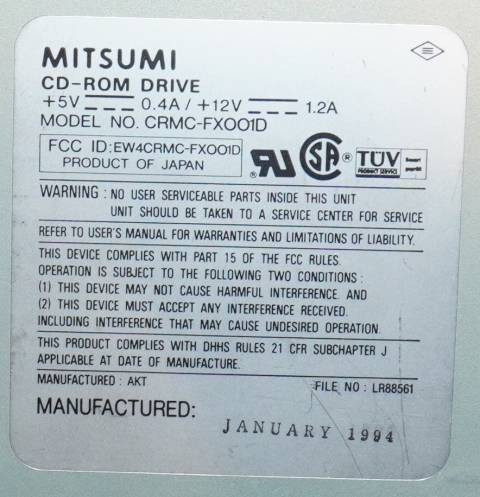 MITSUMI
CD-ROM DRIVE
+5V 0.4A / +12V 1.2A
MODEL NO. CRMC-FX001D
FCC ID: EW4CRMC-FX001D
PRODUCT OF JAPAN
SA ® TÜV
PRODUCT SERVICE
WARNING : NO USER SERVICEABLE PARTS INSIDE THIS UNIT
UNIT SHOULD BE TAKEN TO A SERVICE CENTER FOR SERVICE
REFER TO USER'S MANUAL FOR WARRANTIES AND LIMITATIONS OF LIABILITY.
THIS DEVICE COMPLIES WITH PART 15 OF THE FCC RULES.
OPERATION IS SUBJECT TO THE FOLLOWING TWO CONDITIONS :
(1) THIS DEVICE MAY NOT CAUSE HARMFUL INTERFERENCE. AND
(2) THIS DEVICE MUST ACCEPT ANY INTERFERENCE RECEIVED.
INCLUDING INTERFERENCE THAT MAY CAUSE UNDESIRED OPERATION.
THIS PRODUCT COMPLIES WITH DHHS RULES 21 CFR SUBCHAPTER J
APPLICABLE AT DATE OF MANUFACTURE.
MANUFACTURED : AKT FILE NO : LR88561
MANUFACTURED: JANUARY 1994